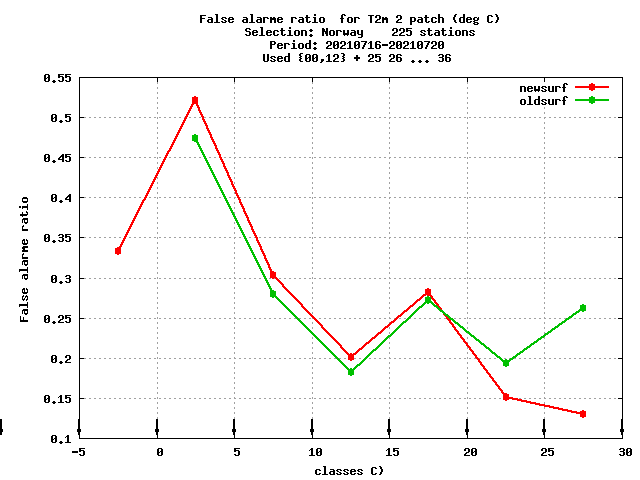 False alarme ratio  for T2m 2 patch (deg C)
Selection: Norway    225 stations
Period: 20210716-20210720
Used {00,12} + 25 26 ... 36
newsurf
oldsurf
0.55
0.5
0.45
0.4
0.35
0.3
0.25
0.2
0.15
0.1
False alarme ratio
-5 0 5 10 15 20 25 30
classes C)